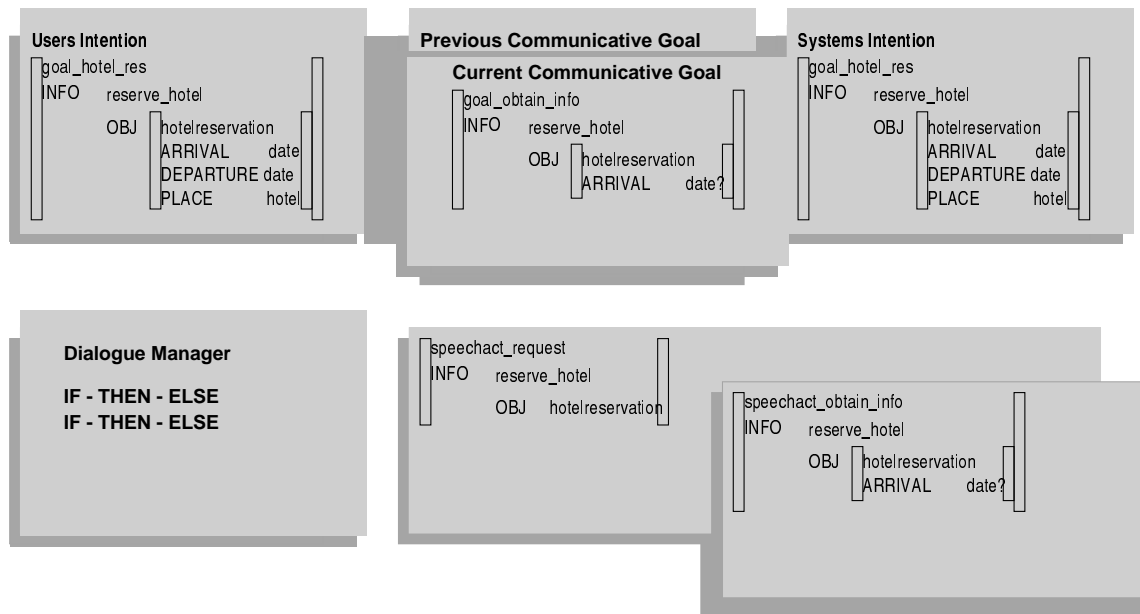 Users Intention
goal_hotel_res
INFO reserve_hotel
OBJ hotelreservation
ARRIVAL date
DEPARTURE date
PLACE hotel
Previous Communicative Goal
Current Communicative Goal
goal_obtain_info
INFO reserve_hotel
OBJ hotelreservation
ARRIVAL date?
Systems Intention
goal_hotel_res
INFO reserve_hotel
OBJ hotelreservation
ARRIVAL date
DEPARTURE date
PLACE hotel
Dialogue Manager
IF - THEN - ELSE
IF - THEN - ELSE
speechact_request
INFO reserve_hotel
OBJ hotelreservation
speechact_obtain_info
INFO reserve_hotel
OBJ hotelreservation
ARRIVAL date?